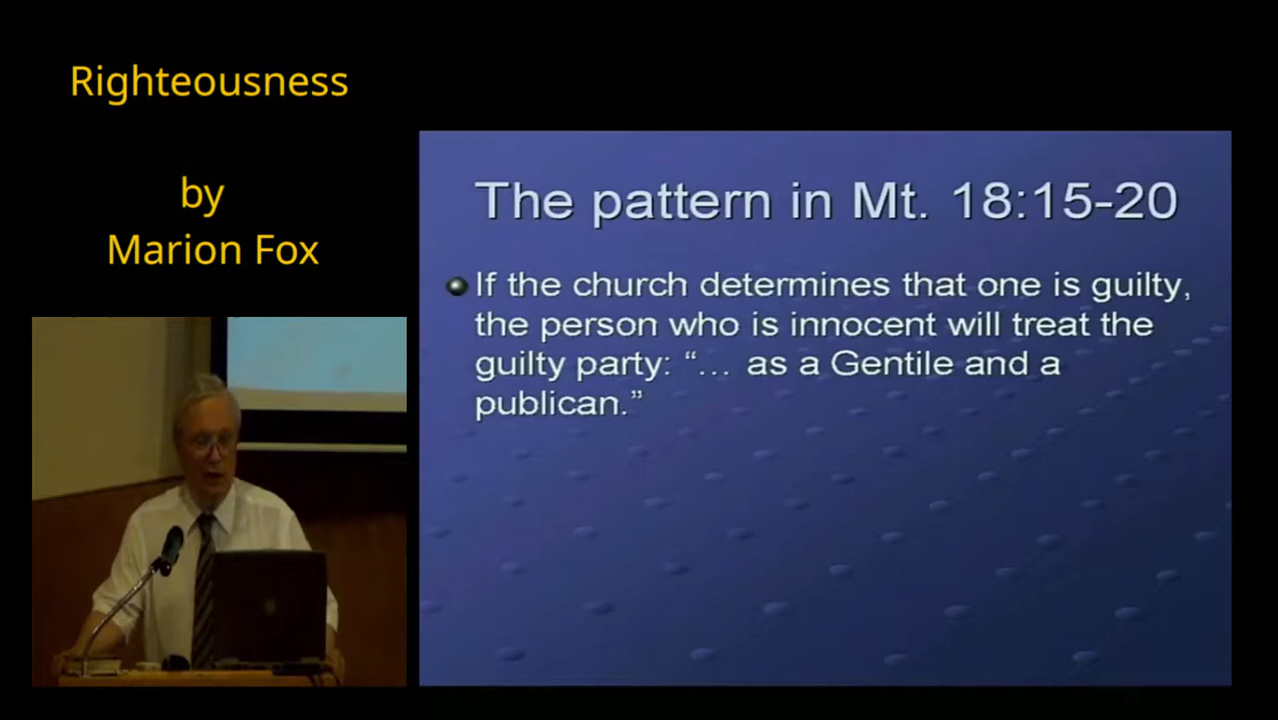 Righteousness
by
Marion Fox
The pattern in Mt. 18:15-20
If the church determines that one is guilty,
the person who is innocent will treat the
guilty party: “... as a Gentile and a
publican.”